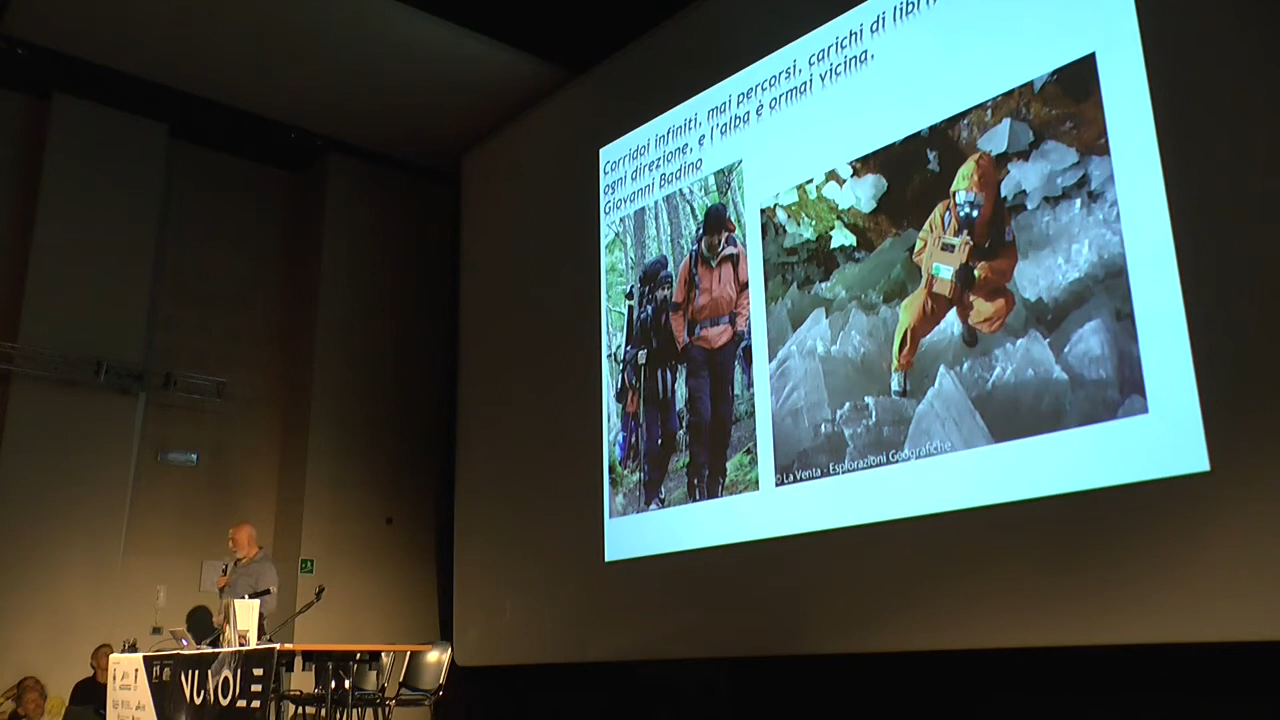 Corridoi infiniti, mai percorsi, carichi di libri,
ogni direzione, e l'alba è ormai vicina.
Giovanni Badino
© La Venta - Esplorazioni Geografiche
NUVOLE